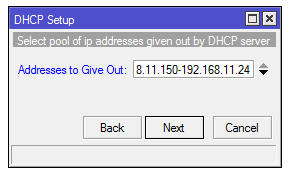 DHCP Setup
Select pool of ip addresses given out by DHCP server
Addresses to Give Out: 8.11.150-192.168.11.24
Back Next Cancel